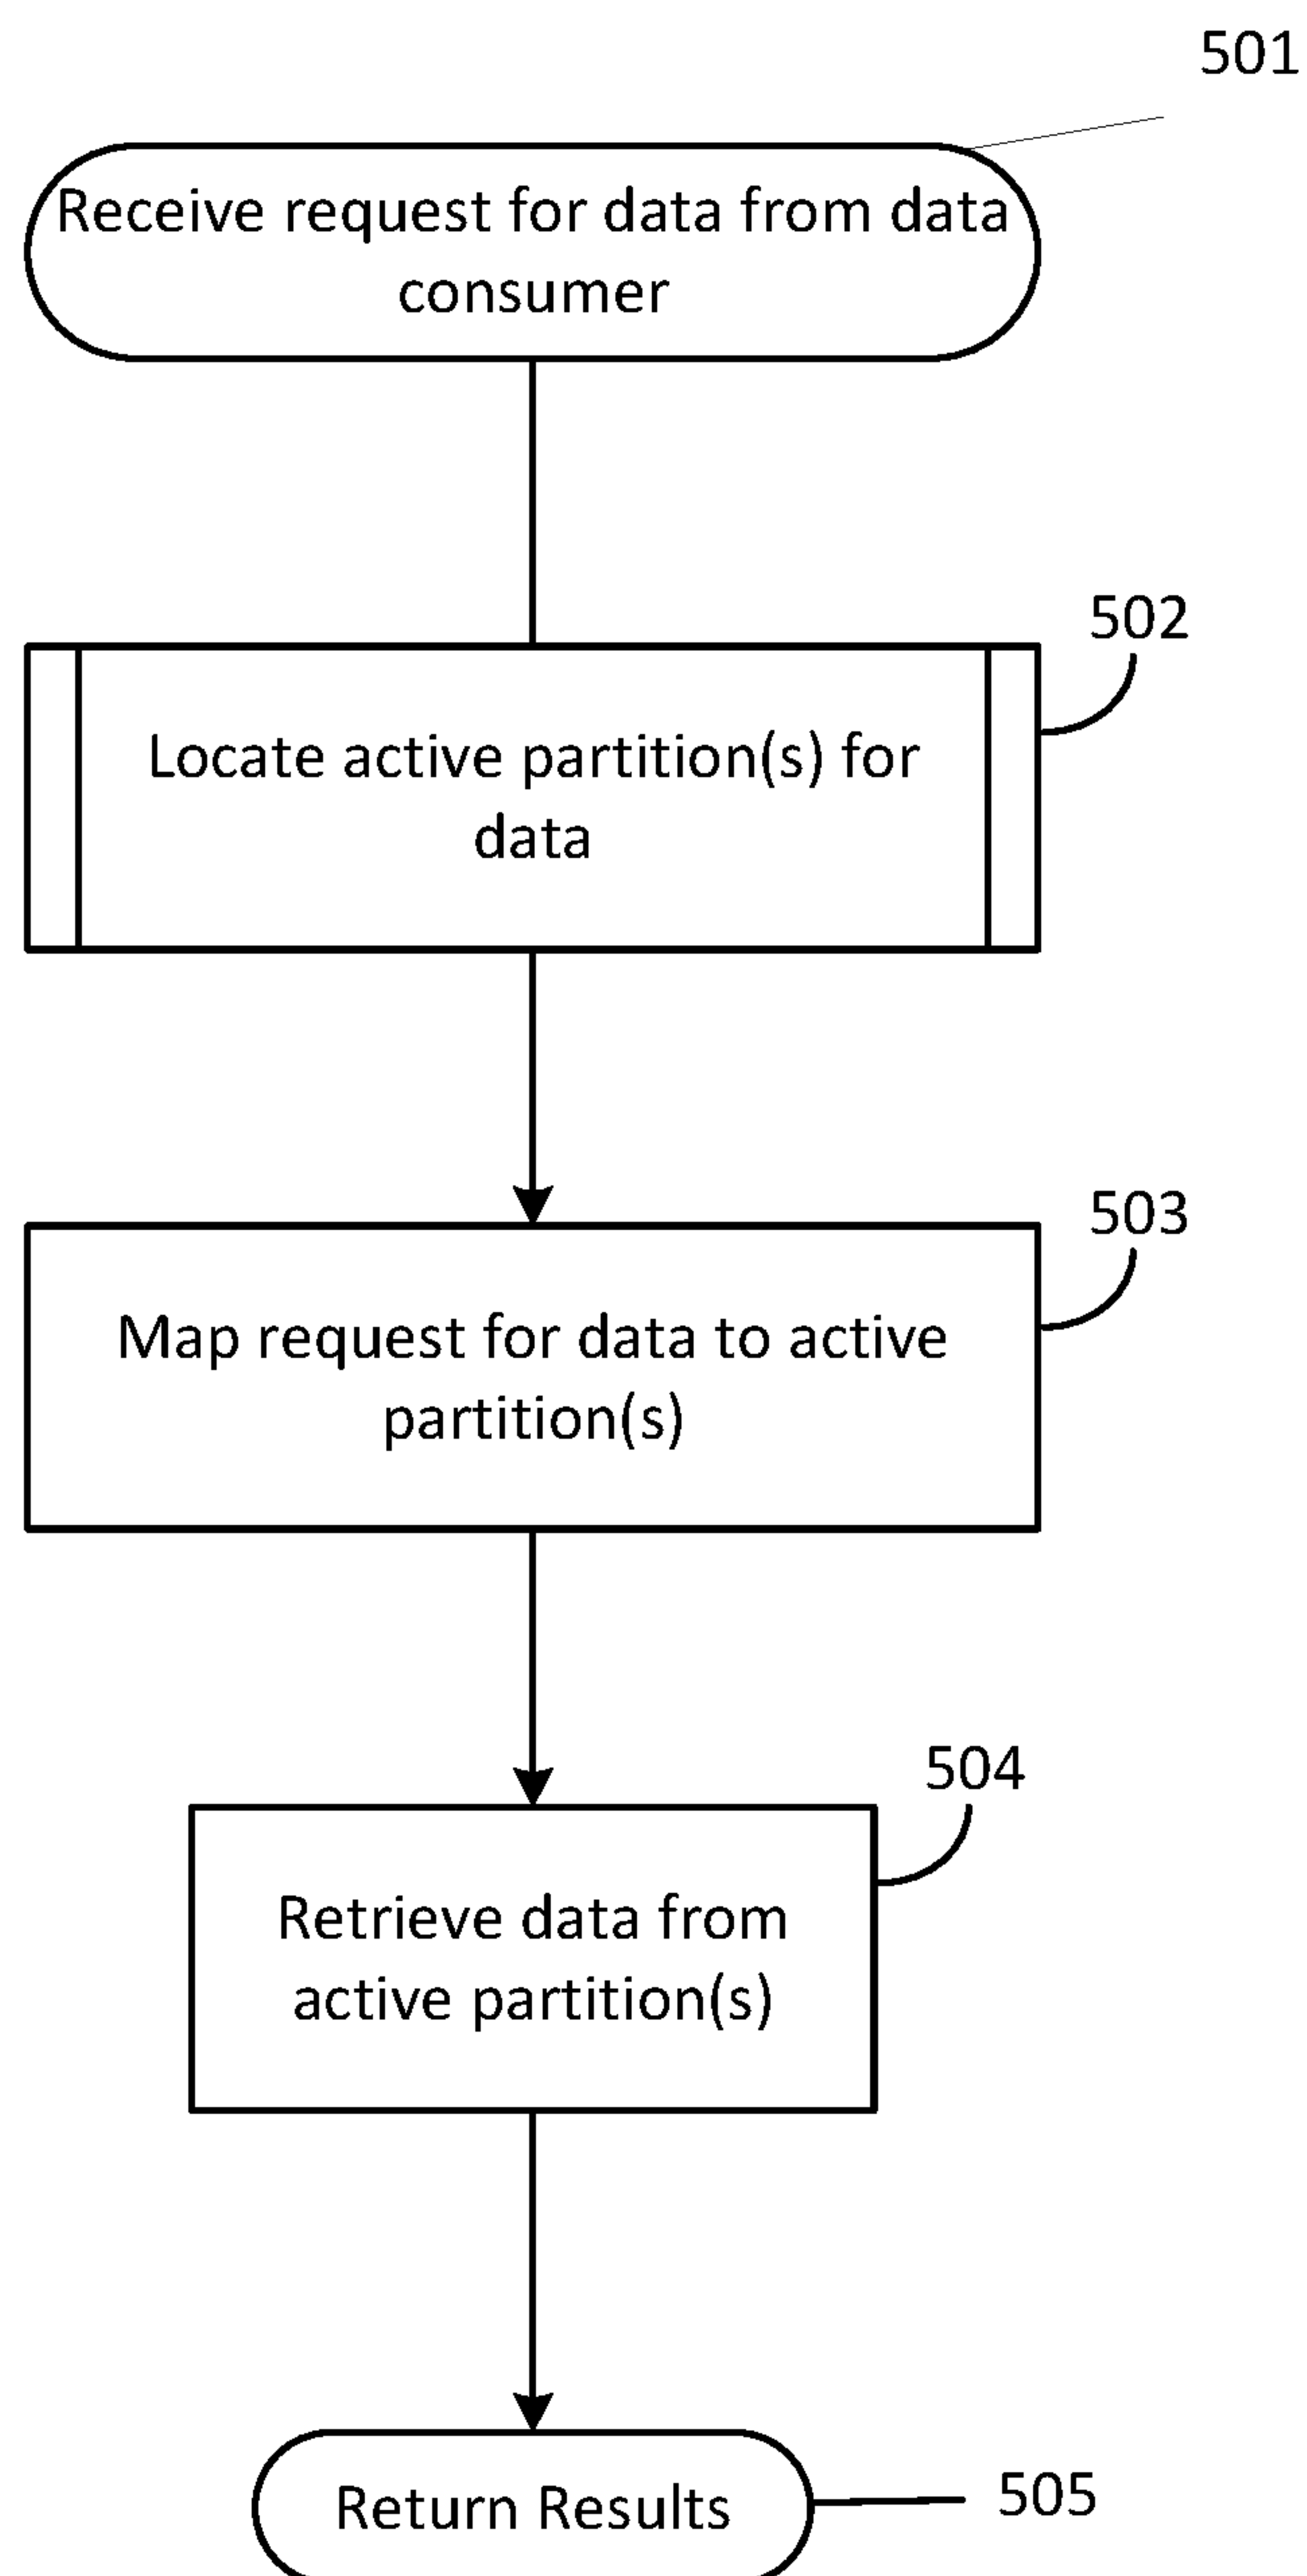 501
Receive request for data from data
consumer
502
Locate active partition(s) for
data
503
Map request for data to active
partition(s)
504
Retrieve data from
active partition(s)
Return Results
505